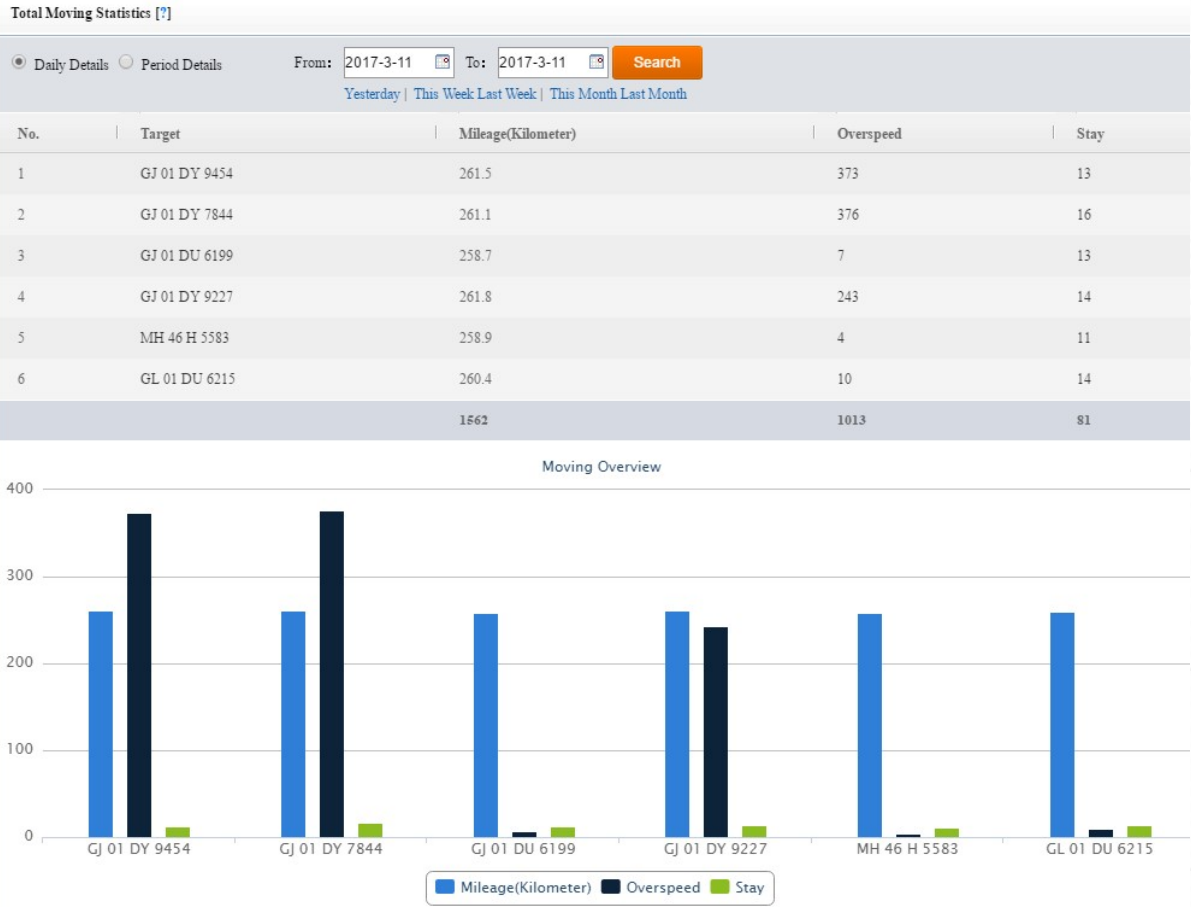 Total Moving Statistics [?]
Daily Details Period Details From: 2017-3-11 To: 2017-3-11 Search
Yesterday | This Week Last Week | This Month Last Month
No. Target Mileage(Kilometer) Overspeed Stay
1 GJ 01 DY 9454 261.5 373 13
2 GJ 01 DY 7844 261.1 376 16
3 GJ 01 DU 6199 258.7 7 13
4 GJ 01 DY 9227 261.8 243 14
5 MH 46 H 5583 258.9 4 11
6 GL 01 DU 6215 260.4 10 14
1562 1013 81
Moving Overview
400
300
200
100
0
GJ 01 DY 9454 GJ 01 DY 7844 GJ 01 DU 6199 GJ 01 DY 9227 MH 46 H 5583 GL 01 DU 6215
Mileage(Kilometer) Overspeed Stay